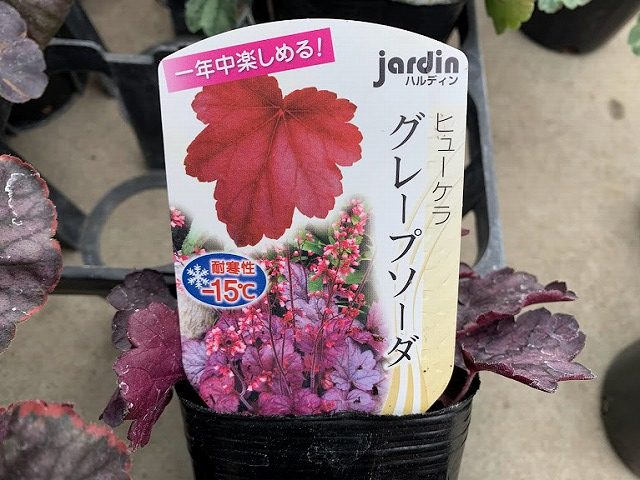 一年中楽しめる!
jardin
ハルディン
ヒューケラ
グレープソーダ
耐寒性
-15℃